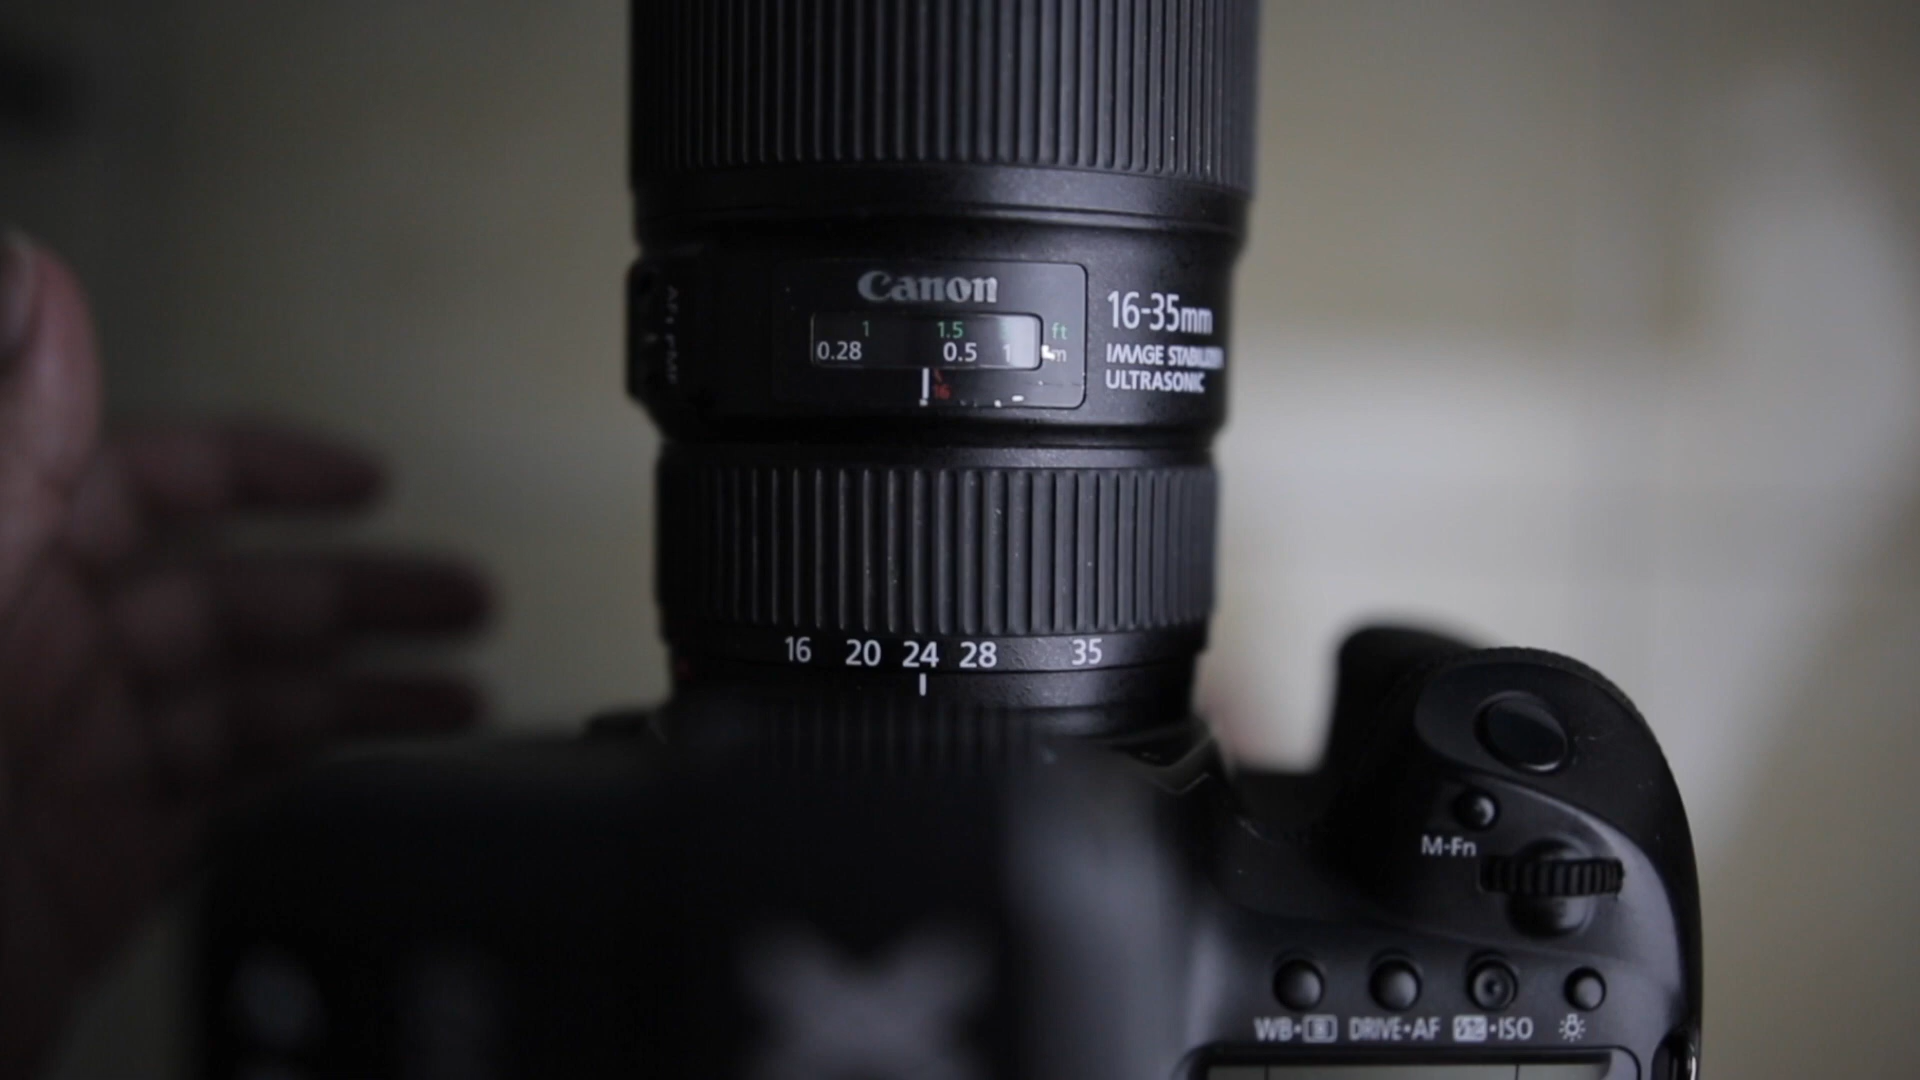 Canon
1 1.5 ft
0.28 0.5 1 m
16
16-35mm
IMAGE STABILIZER
ULTRASONIC
16 20 24 28 35
M-Fn
WB• DRIVE•AF •ISO